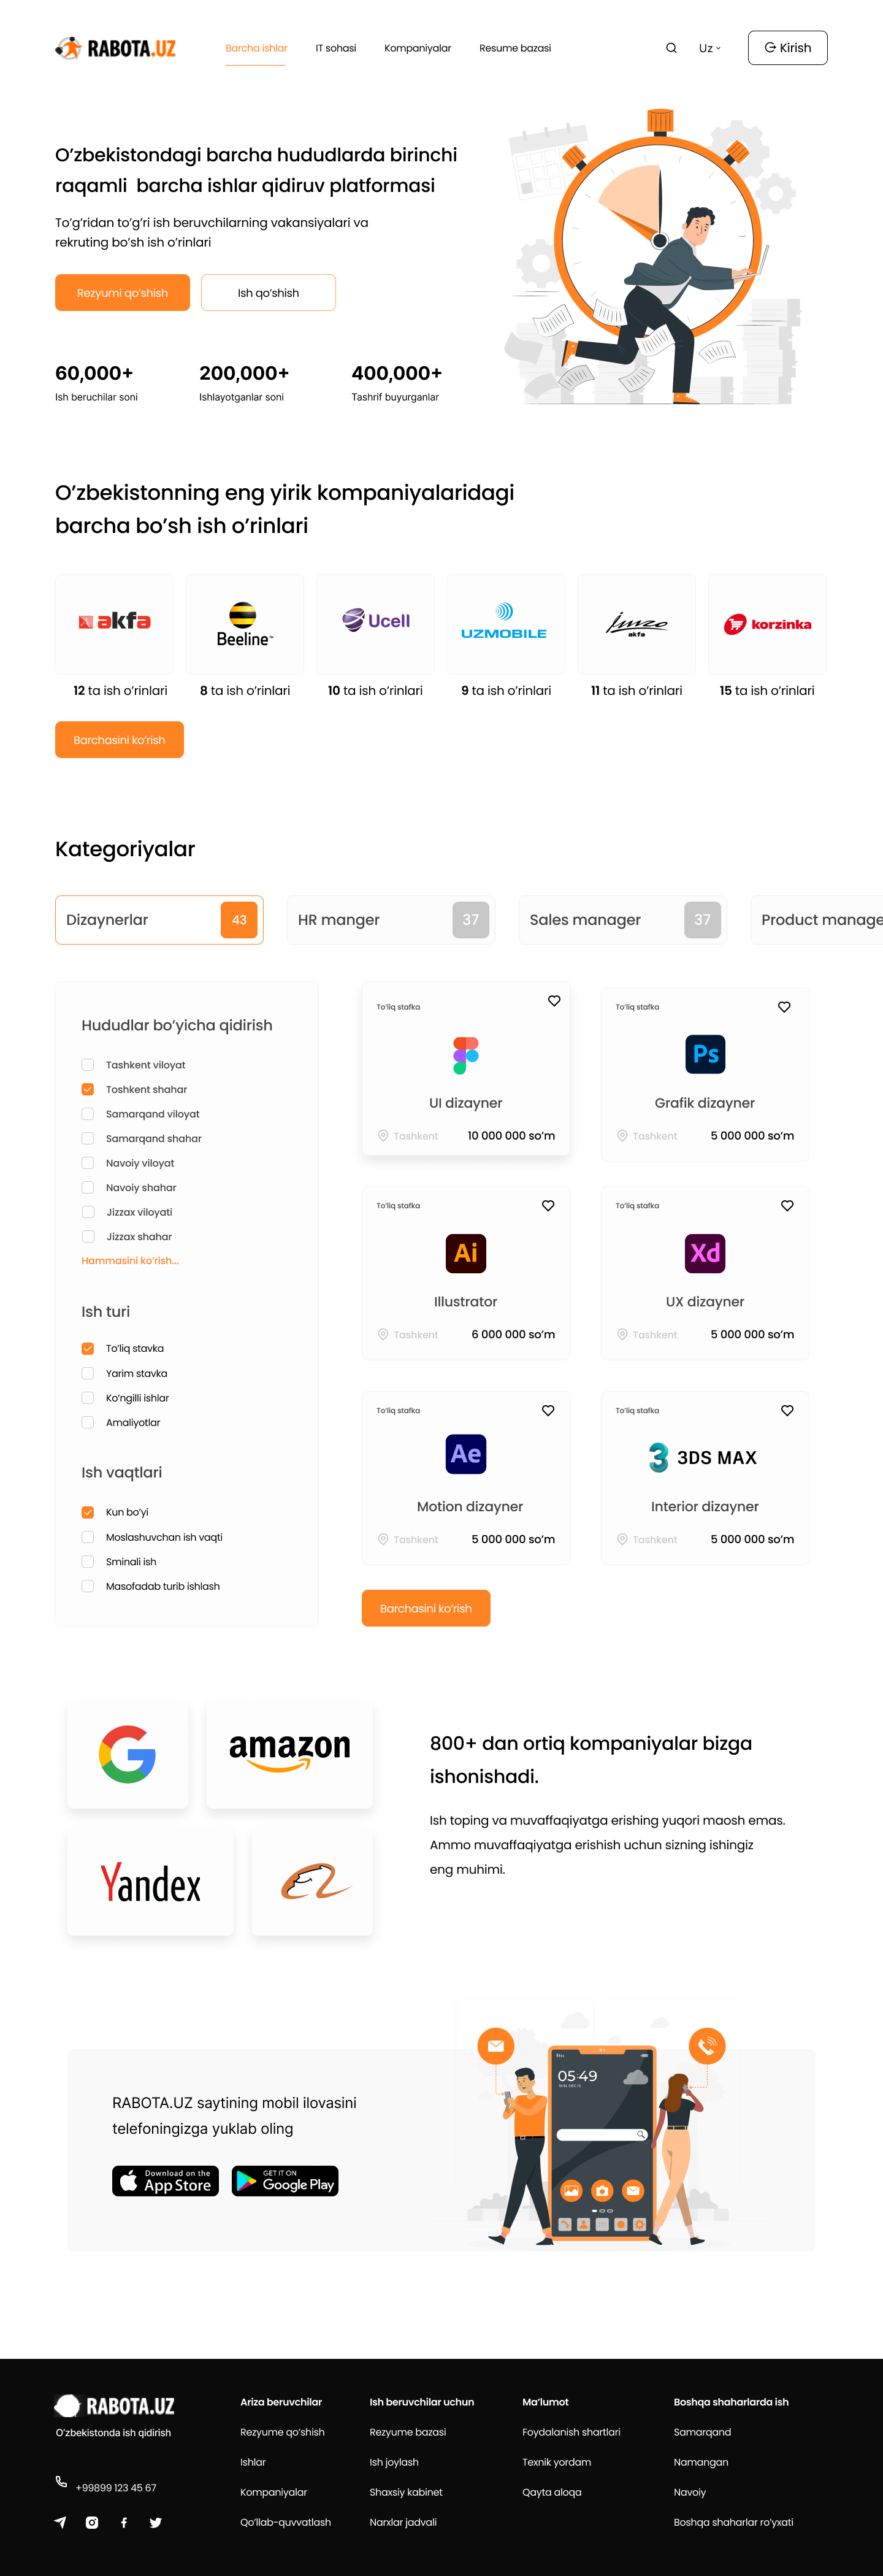 RABOTA.UZ
Barcha ishlar
IT sohasi
Kompaniyalar
Resume bazasi
Uz
Kirish
O'zbekistondagi barcha hududlarda birinchi
raqamli barcha ishlar qidiruv platformasi
To'g'ridan to'g'ri ish beruvchilarning vakansiyalari va
rekruting bo'sh ish o'rinlari
Rezyumi qo'shish
Ish qo'shish
60,000+
200,000+
400,000+
Ish beruchilar soni
Ishlayotganlar soni
Tashrif buyurganlar
O'zbekistonning eng yirik kompaniyalaridagi
barcha bo'sh ish o'rinlari
akfa
Beeline™
Ucell
UZMOBILE
Imzo
akfa
korzinka
12 ta ish o'rinlari
8 ta ish o'rinlari
10 ta ish o'rinlari
9 ta ish o'rinlari
11 ta ish o'rinlari
15 ta ish o'rinlari
Barchasini ko'rish
Kategoriyalar
Dizaynerlar
43
HR manger
37
Sales manager
37
Product manage
Hududlar bo'yicha qidirish
Tashkent viloyat
Toshkent shahar
Samarqand viloyat
Samarqand shahar
Navoiy viloyat
Navoiy shahar
Jizzax viloyati
Jizzax shahar
Hammasini ko'rish...
Ish turi
To'liq stavka
Yarim stavka
Ko'ngilli ishlar
Amaliyotlar
Ish vaqtlari
Kun bo'yi
Moslashuvchan ish vaqti
Sminali ish
Masofadab turib ishlash
To'liq stafka
UI dizayner
Tashkent
10 000 000 so'm
To'liq stafka
Ps
Grafik dizayner
Tashkent
5 000 000 so'm
To'liq stafka
Ai
Illustrator
Tashkent
6 000 000 so'm
To'liq stafka
Xd
UX dizayner
Tashkent
5 000 000 so'm
To'liq stafka
Ae
Motion dizayner
Tashkent
5 000 000 so'm
To'liq stafka
3DS MAX
Interior dizayner
Tashkent
5 000 000 so'm
Barchasini ko'rish
G
amazon
Yandex
800+ dan ortiq kompaniyalar bizga
ishonishadi.
Ish toping va muvaffaqiyatga erishing yuqori maosh emas.
Ammo muvaffaqiyatga erishish uchun sizning ishingiz
eng muhimi.
RABOTA.UZ saytining mobil ilovasini
telefoningizga yuklab oling
Download on the
App Store
GET IT ON
Google Play
05:49
RABOTA.UZ
O'zbekistonda ish qidirish
+99899 123 45 67
Ariza beruvchilar
Rezyume qo'shish
Ishlar
Kompaniyalar
Qo'llab-quvvatlash
Ish beruvchilar uchun
Rezyume bazasi
Ish joylash
Shaxsiy kabinet
Narxlar jadvali
Ma'lumot
Foydalanish shartlari
Texnik yordam
Qayta aloqa
Boshqa shaharlarda ish
Samarqand
Namangan
Navoiy
Boshqa shaharlar ro'yxati